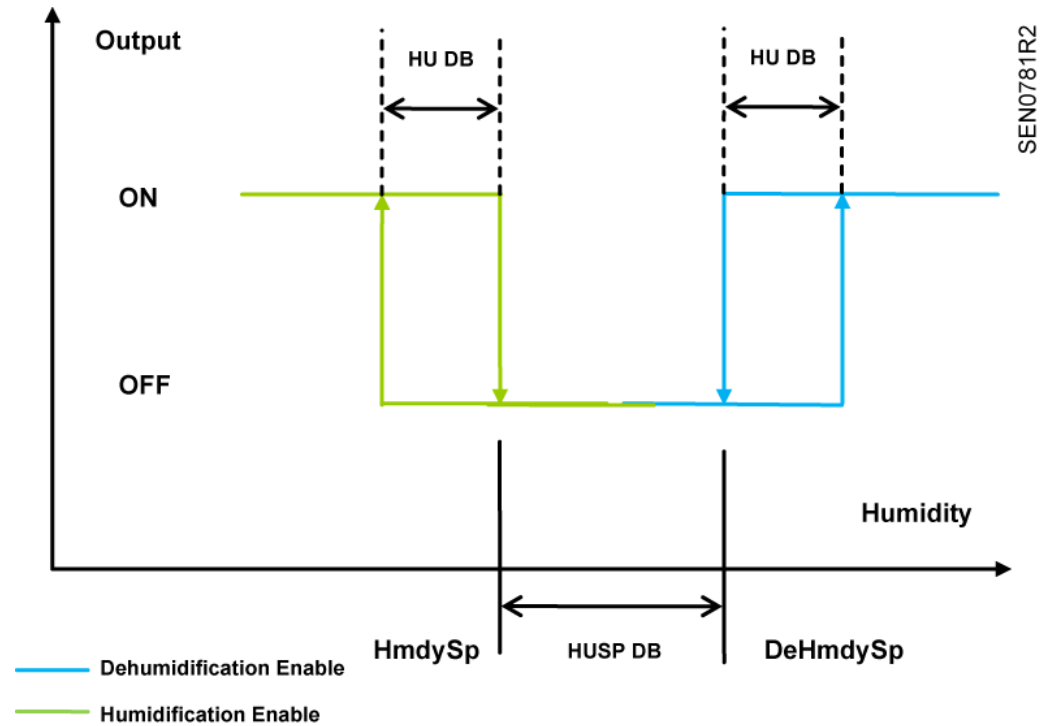 Output
HU DB
HU DB
SEN0781R2
ON
OFF
Humidity
HmdySp
HUSP DB
DeHmdySp
Dehumidification Enable
Humidification Enable